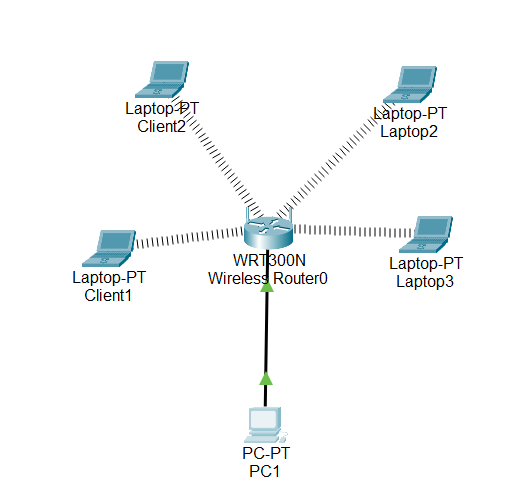 Laptop-PT
Client2
Laptop-PT
Laptop2
Laptop-PT
Client1
WRT300N
Wireless Router0
Laptop-PT
Laptop3
PC-PT
PC1